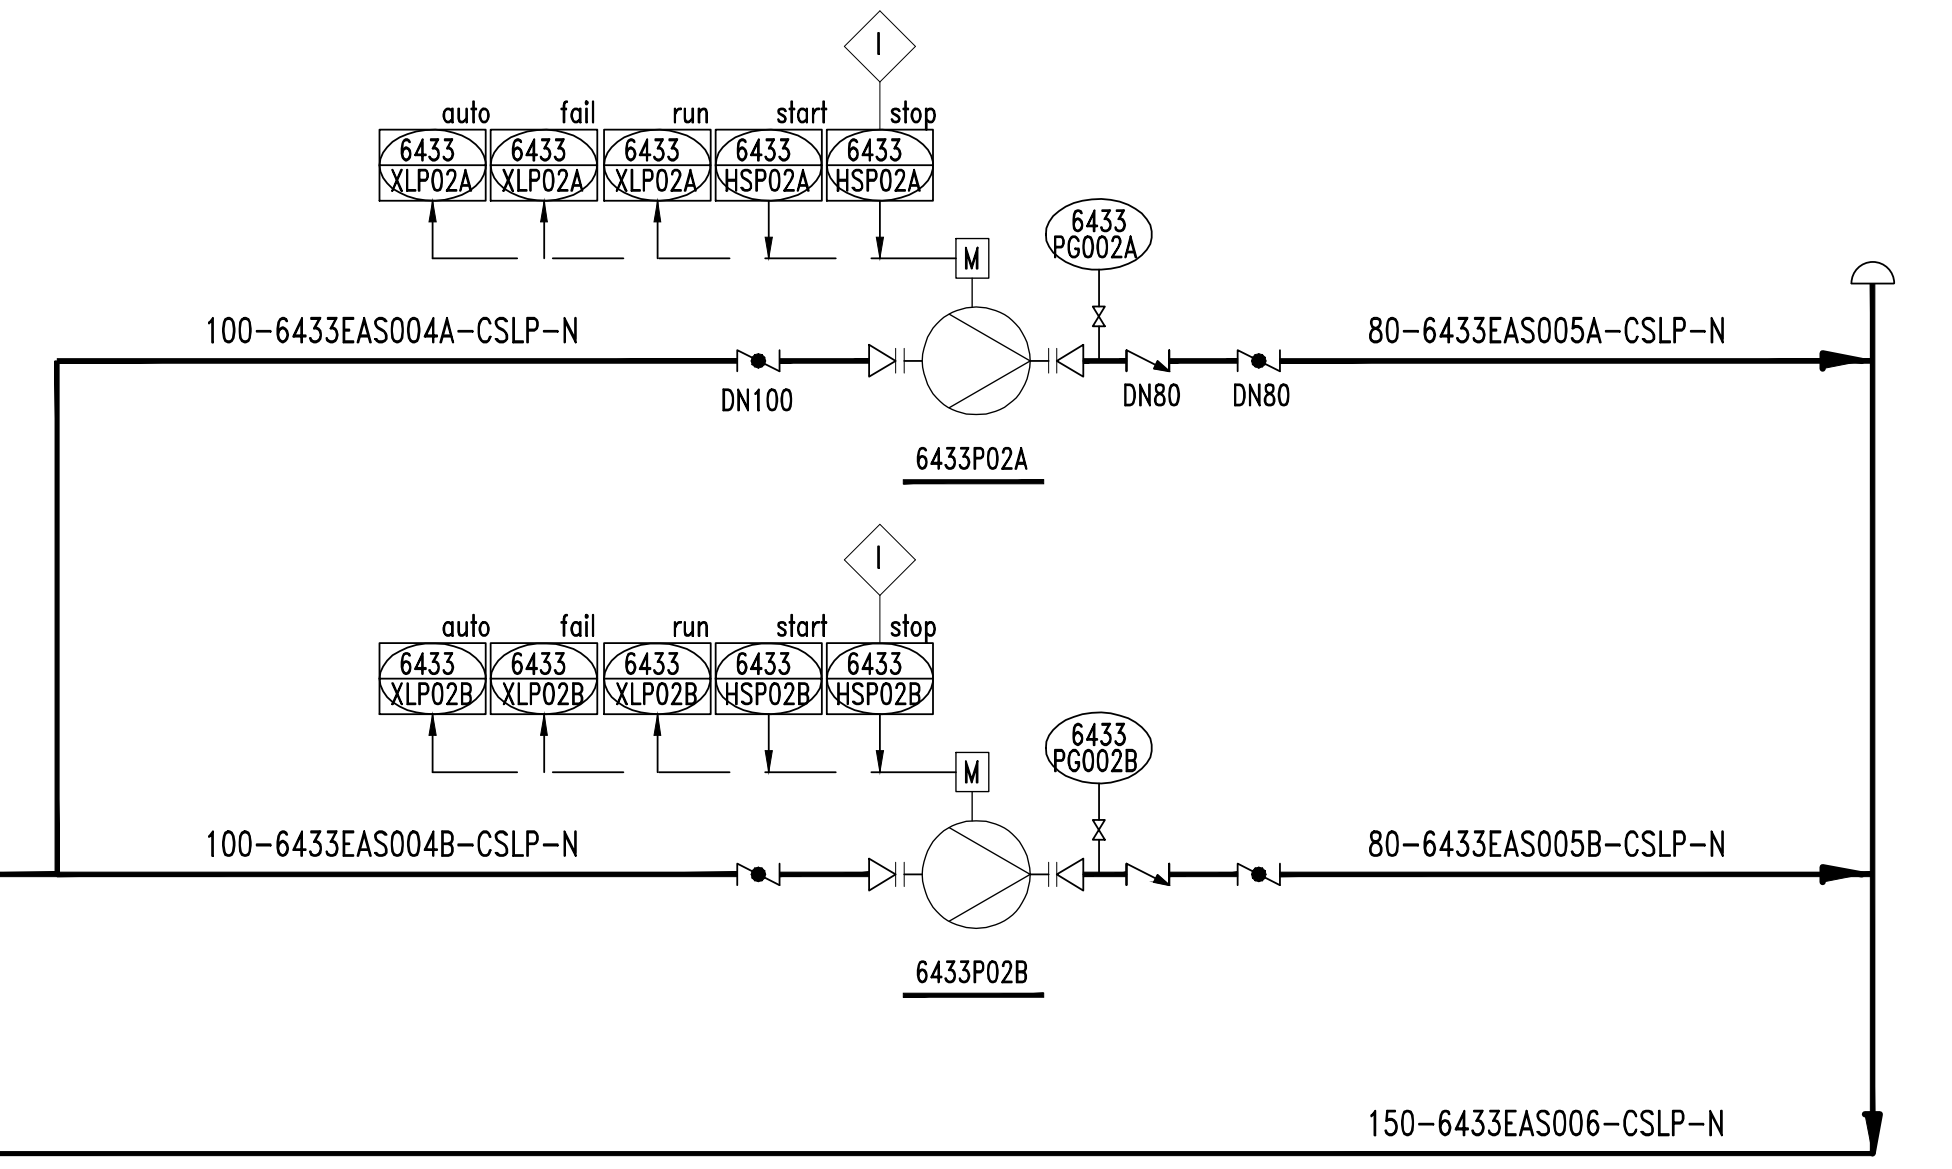 I
auto fail run start stop
6433 6433 6433 6433 6433
XLP02A XLP02A XLP02A HSP02A HSP02A
6433
PG002A
M
100-6433EAS004A-CSLP-N
80-6433EAS005A-CSLP-N
DN100
DN80 DN80
6433P02A
I
auto fail run start stop
6433 6433 6433 6433 6433
XLP02B XLP02B XLP02B HSP02B HSP02B
6433
PG002B
M
100-6433EAS004B-CSLP-N
80-6433EAS005B-CSLP-N
6433P02B
150-6433EAS006-CSLP-N